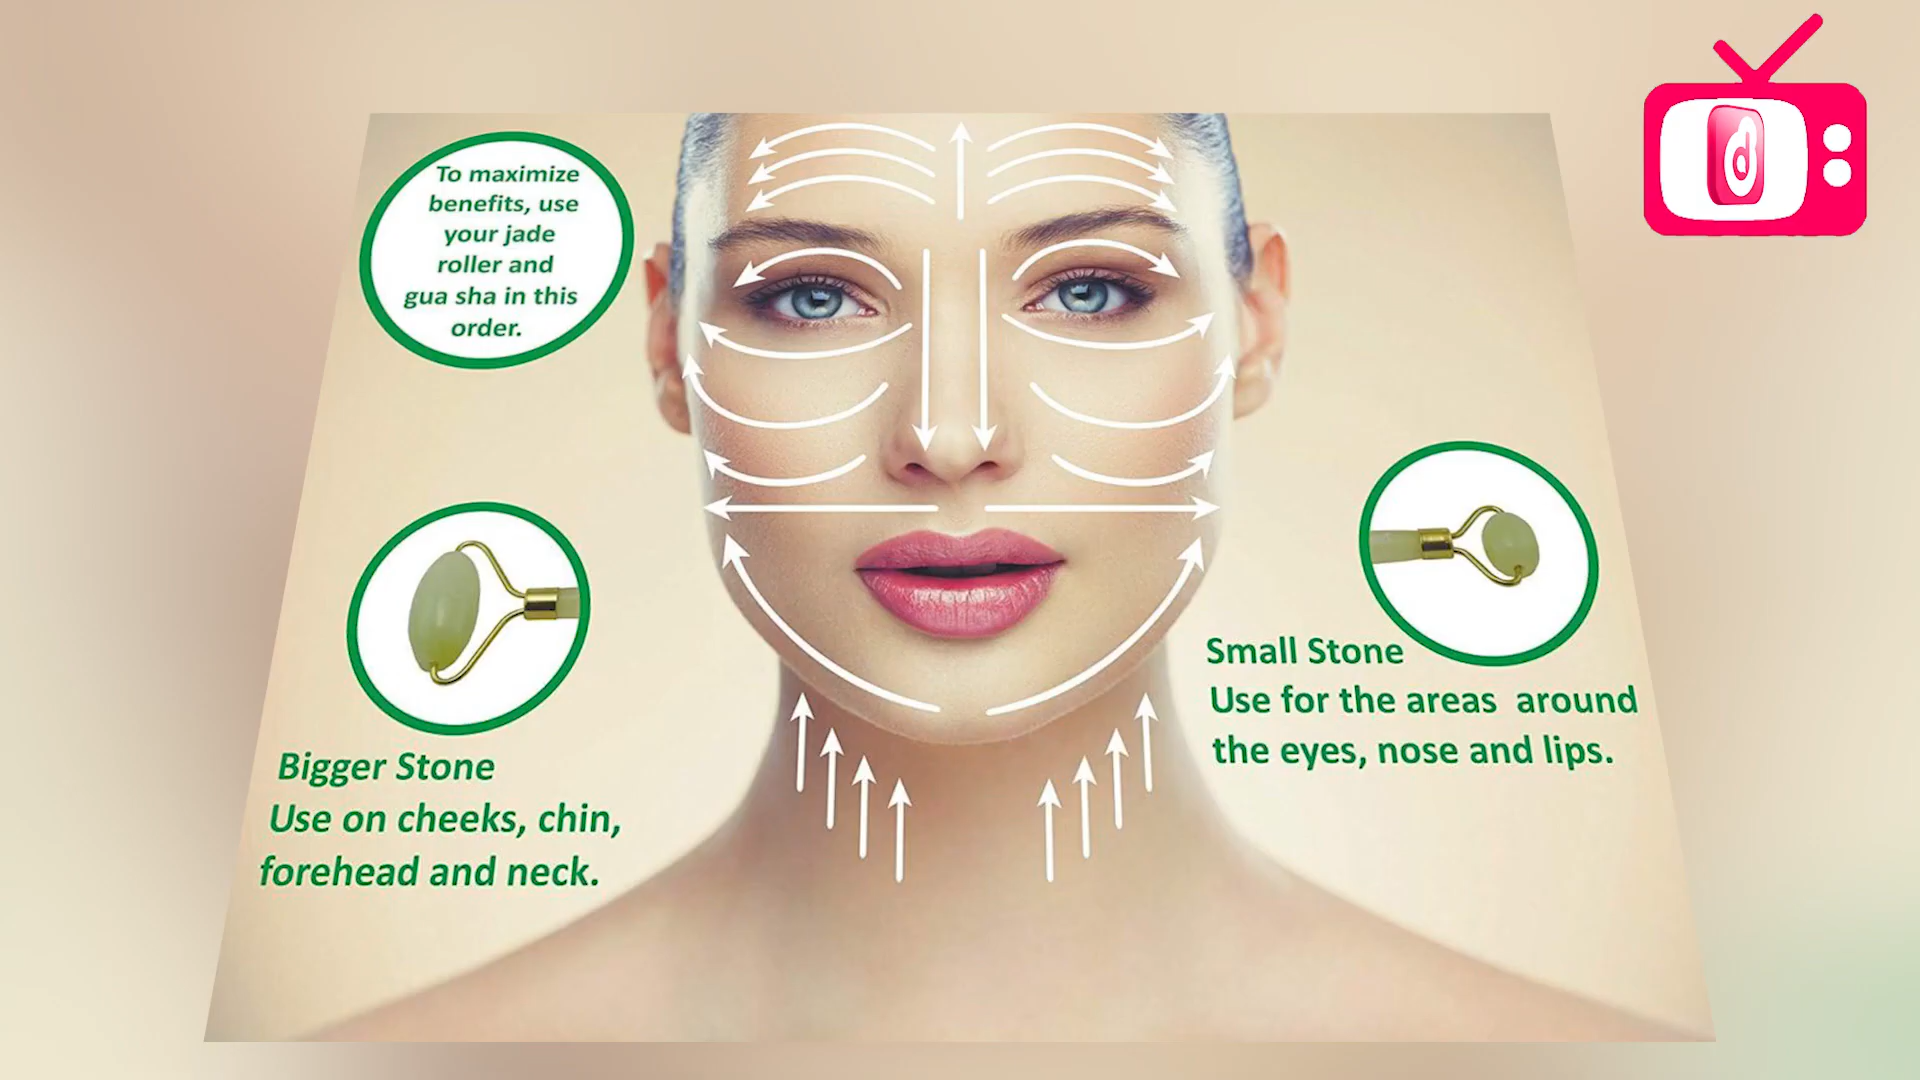 To maximize
benefits, use
your jade
roller and
gua sha in this
order.
Bigger Stone
Use on cheeks, chin,
forehead and neck.
Small Stone
Use for the areas around
the eyes, nose and lips.
d